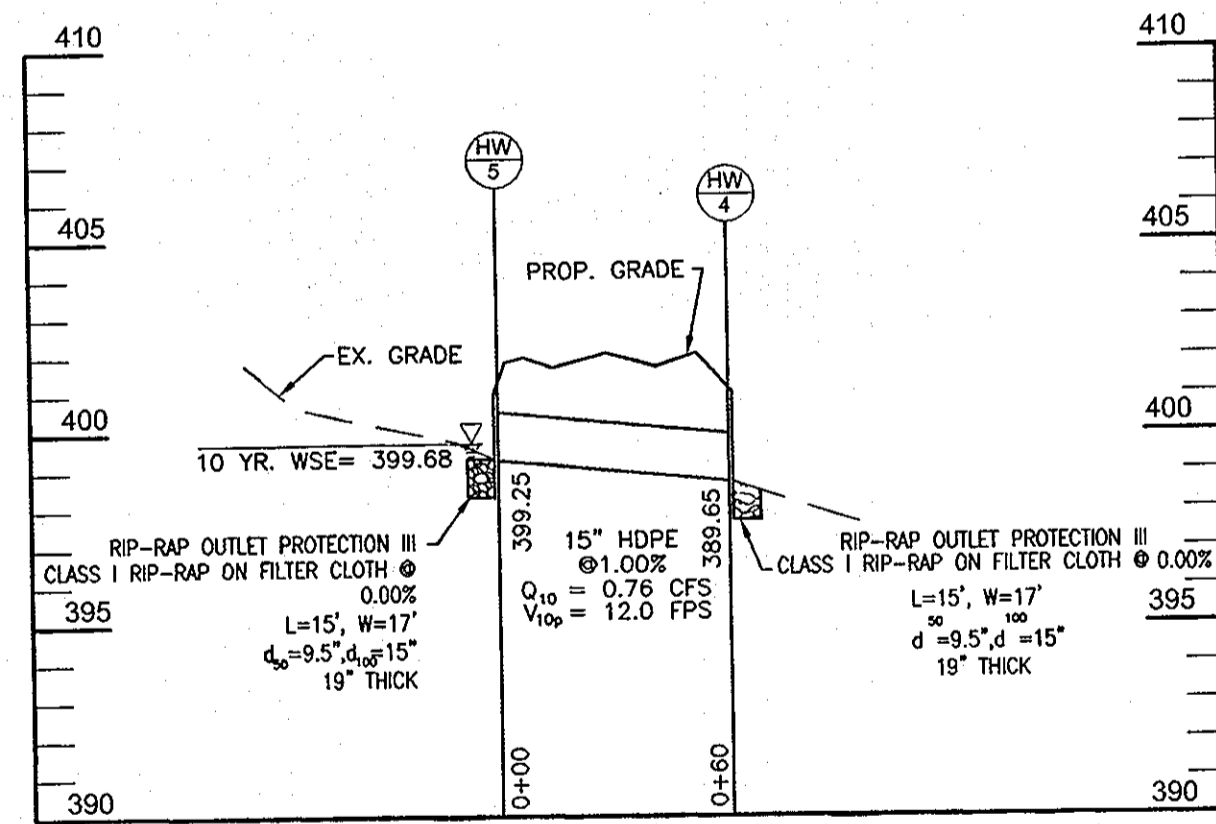 410
410
HW
5
HW
4
405
405
PROP. GRADE
EX. GRADE
400
400
10 YR. WSE= 399.68
399.25
389.65
15" HDPE
@1.00%
Q10 = 0.76 CFS
V10p = 12.0 FPS
RIP-RAP OUTLET PROTECTION III
CLASS I RIP-RAP ON FILTER CLOTH @
0.00%
L=15', W=17'
d50=9.5",d100=15"
19" THICK
RIP-RAP OUTLET PROTECTION III
CLASS I RIP-RAP ON FILTER CLOTH @ 0.00%
L=15', W=17'
50 100
d =9.5",d =15"
19" THICK
395
395
0+00
0+60
390
390